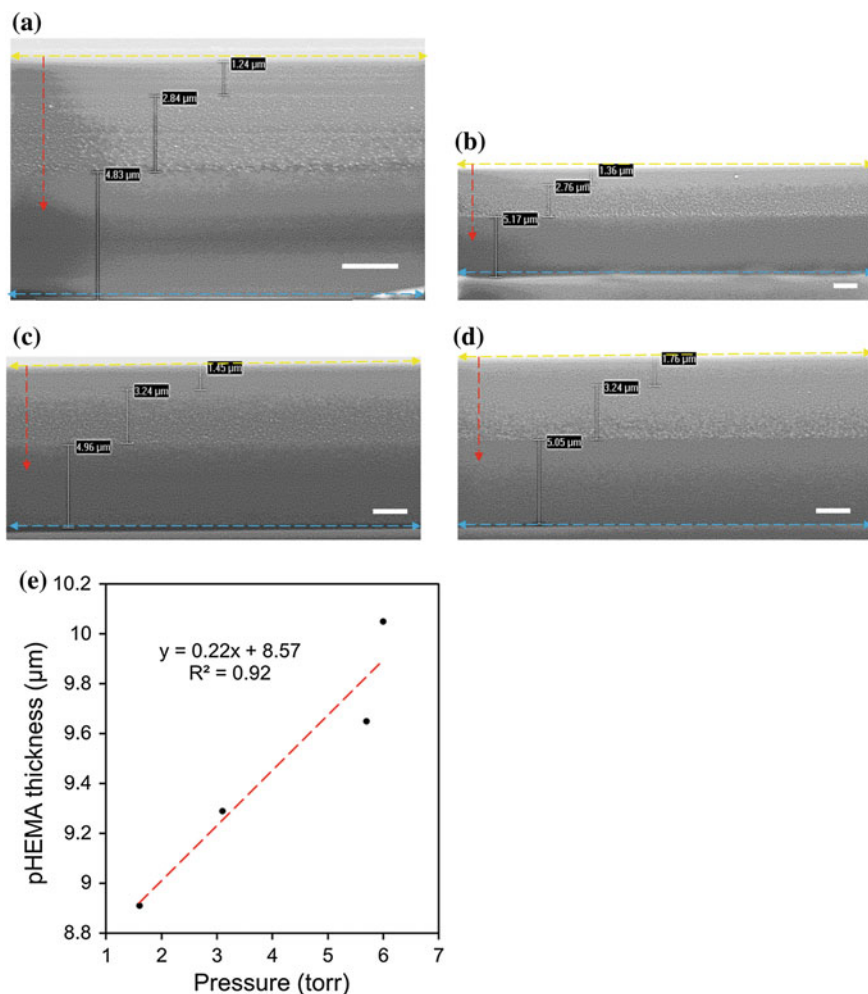 (a)
1.24 µm
2.84 µm
4.83 µm
(b)
1.36 µm
2.76 µm
5.17 µm
(c)
1.45 µm
3.24 µm
4.96 µm
(d)
1.76 µm
3.24 µm
5.05 µm
(e)
10.2
10
9.8
9.6
9.4
9.2
9
8.8
pHEMA thickness (µm)
y = 0.22x + 8.57
R² = 0.92
1 2 3 4 5 6 7
Pressure (torr)